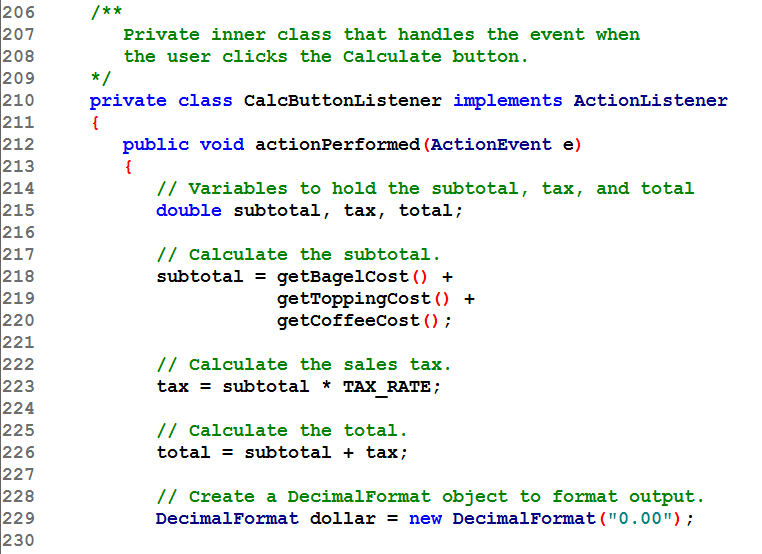 206     /**
207        Private inner class that handles the event when
208        the user clicks the Calculate button.
209     */
210     private class CalcButtonListener implements ActionListener
211     {
212        public void actionPerformed(ActionEvent e)
213        {
214           // Variables to hold the subtotal, tax, and total
215           double subtotal, tax, total;
216
217           // Calculate the subtotal.
218           subtotal = getBagelCost() +
219                      getToppingCost() +
220                      getCoffeeCost();
221
222           // Calculate the sales tax.
223           tax = subtotal * TAX_RATE;
224
225           // Calculate the total.
226           total = subtotal + tax;
227
228           // Create a DecimalFormat object to format output.
229           DecimalFormat dollar = new DecimalFormat("0.00");
230